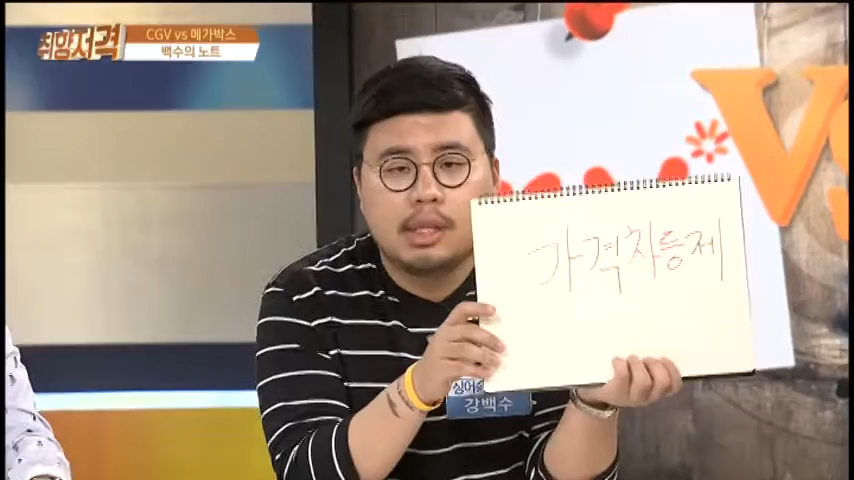 취향저격
CGV vs 메가박스
백수의 노트
가격차등제
싱어송
강백수